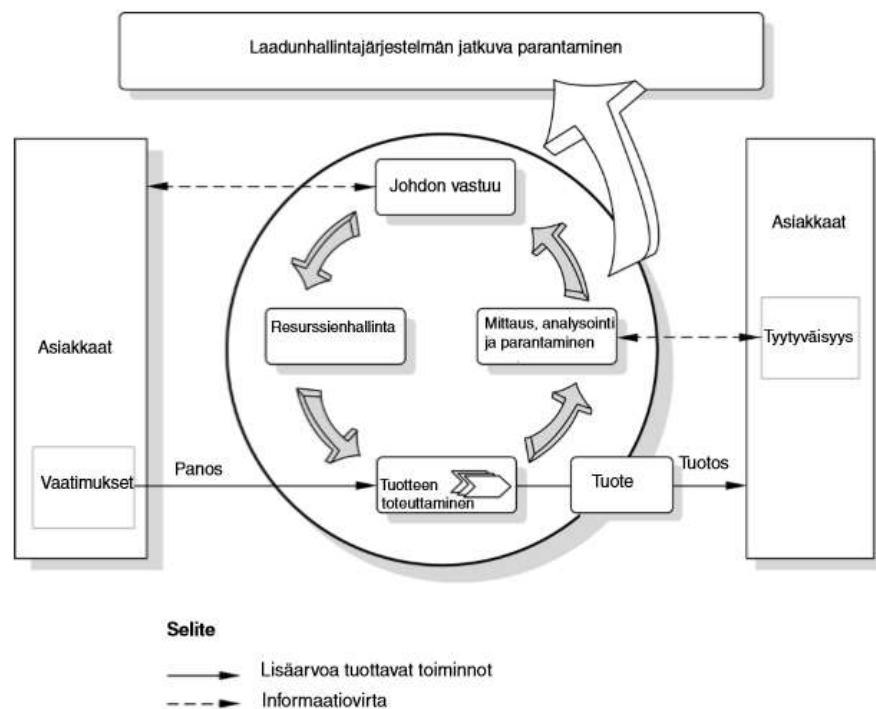 Laadunhallintajärjestelmän jatkuva parantaminen
Johdon vastuu
Asiakkaat
Resurssienhallinta
Mittaus, analysointi
ja parantaminen
Tyytyväisyys
Asiakkaat
Vaatimukset
Panos
Tuotteen
toteuttaminen
Tuote
Tuotos
Selite
Lisäarvoa tuottavat toiminnot
Informaatiovirta